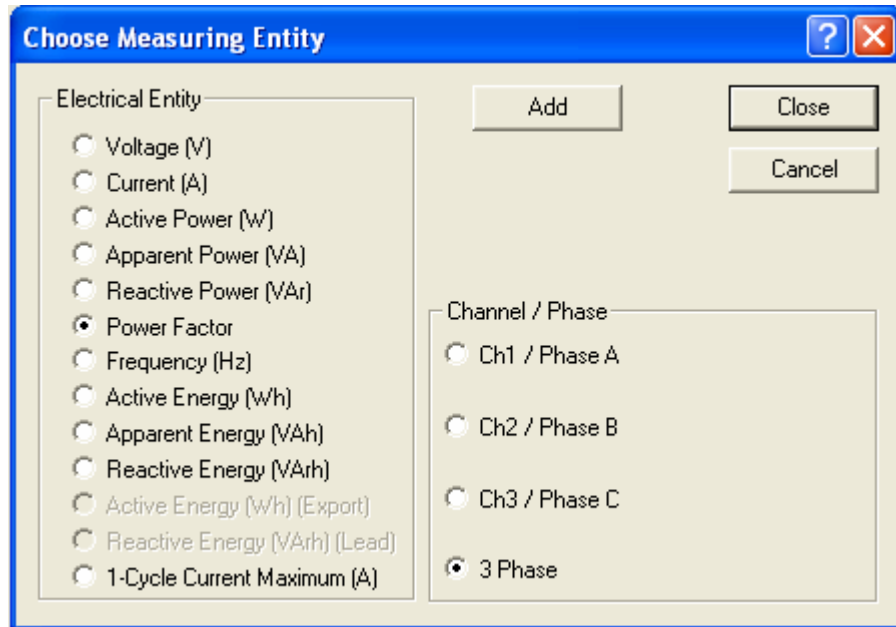 Choose Measuring Entity
?
Electrical Entity
Voltage (V)
Current (A)
Active Power (W)
Apparent Power (VA)
Reactive Power (VAr)
Power Factor
Frequency (Hz)
Active Energy (Wh)
Apparent Energy (VAh)
Reactive Energy (VArh)
Active Energy (Wh) (Export)
Reactive Energy (VArh) (Lead)
1-Cycle Current Maximum (A)
Add
Close
Cancel
Channel / Phase
Ch1 / Phase A
Ch2 / Phase B
Ch3 / Phase C
3 Phase